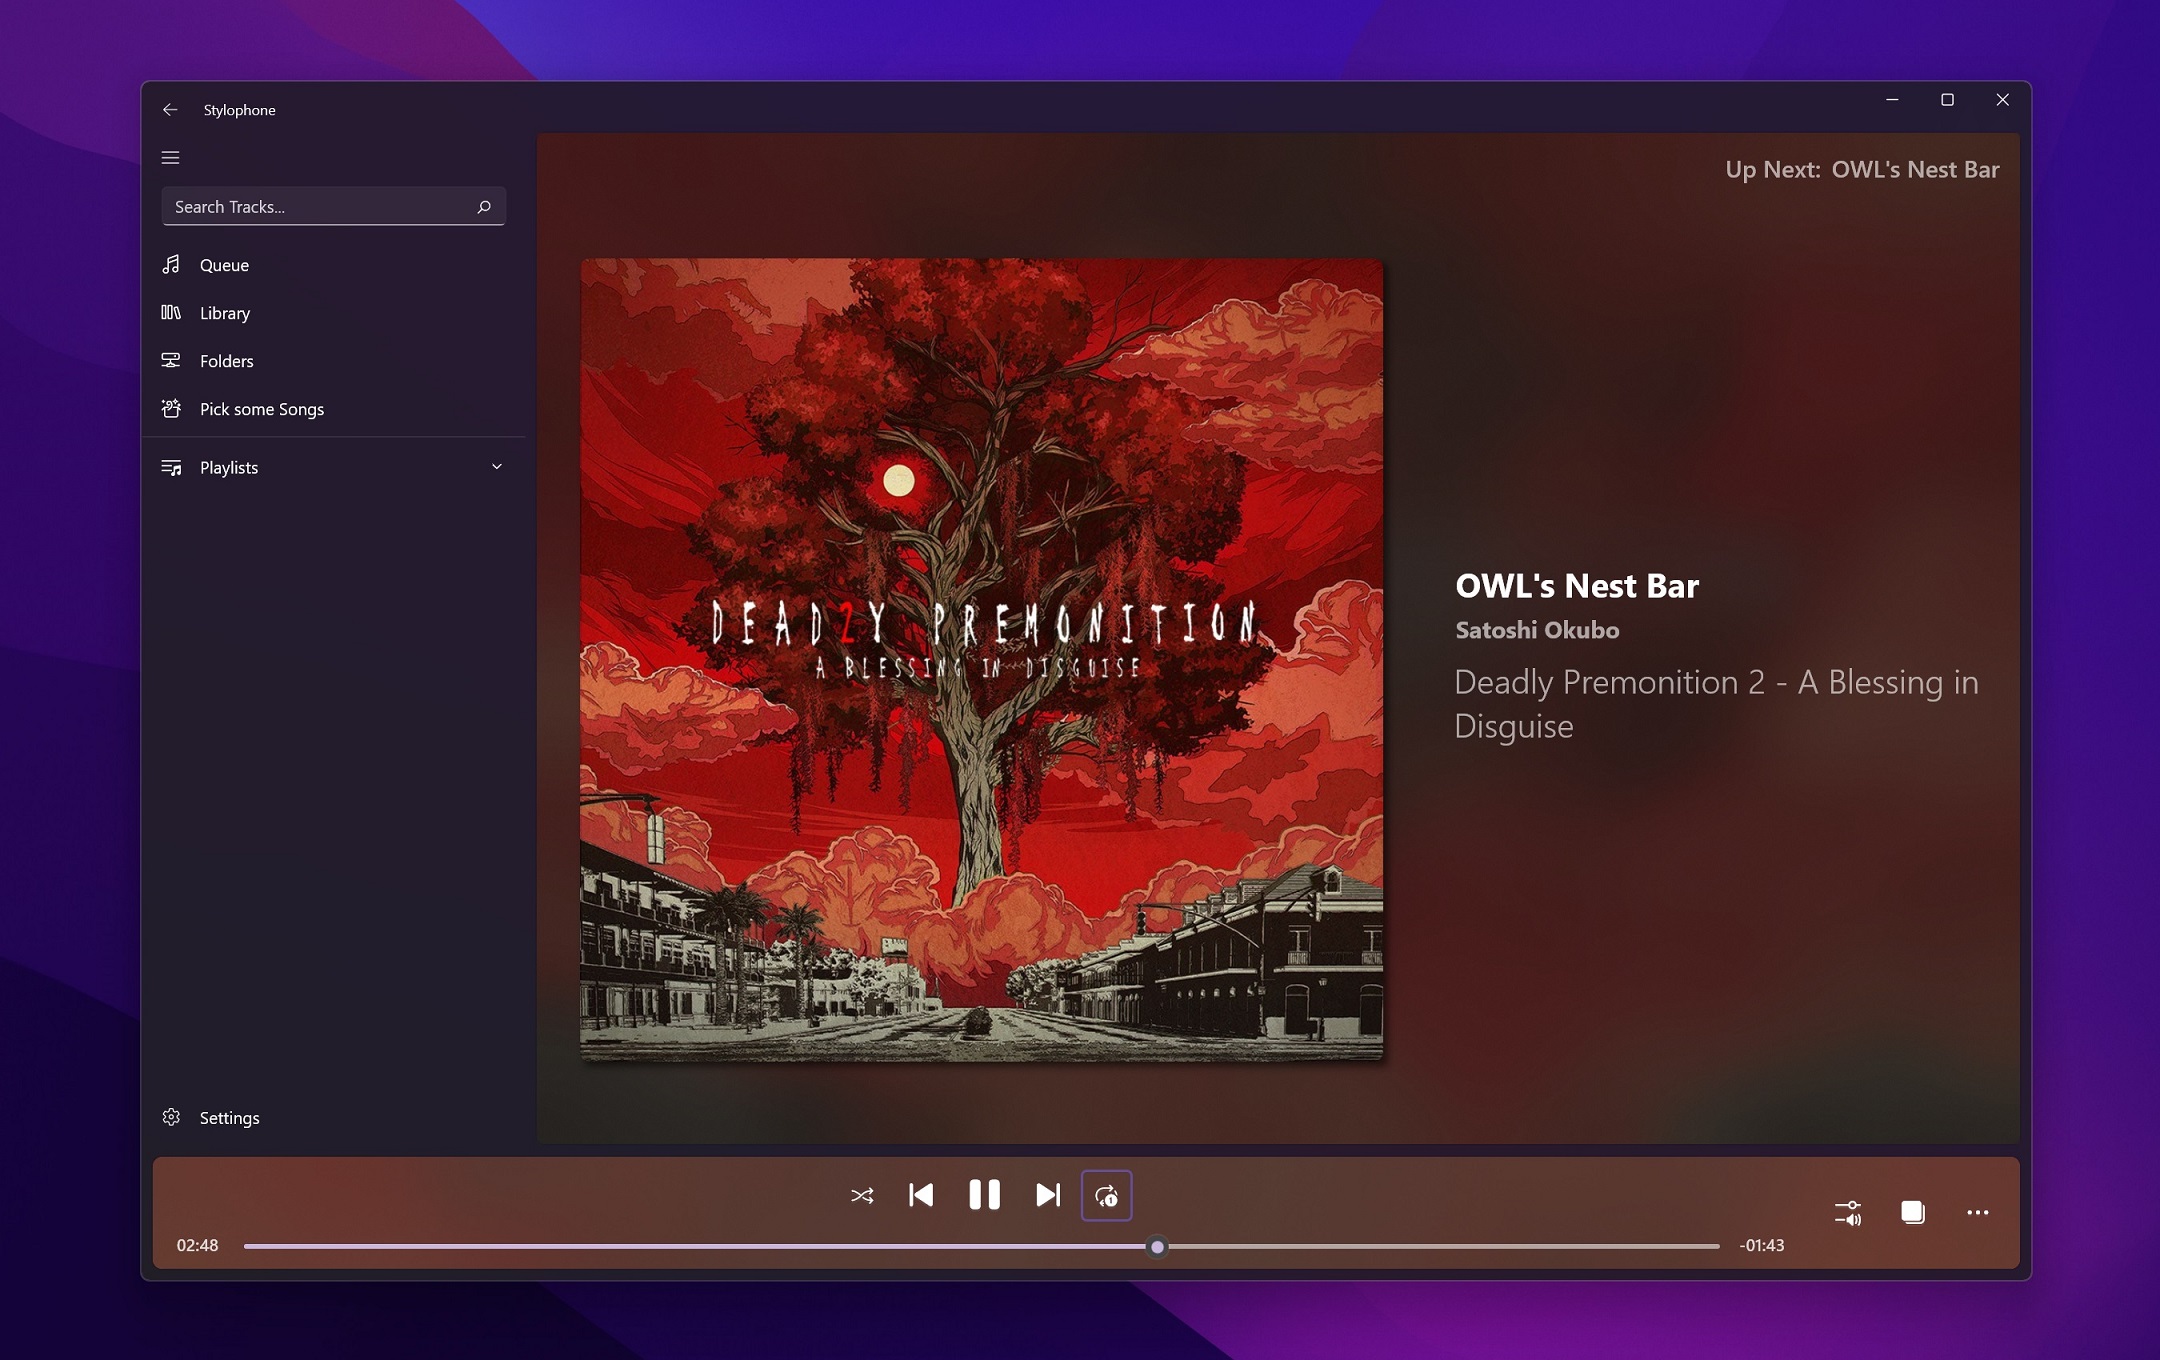 Stylophone
Search Tracks...
Queue
Library
Folders
Pick some Songs
Playlists
Settings
Up Next: OWL's Nest Bar
DEAD2Y PREMONITION
A BLESSING IN DISGUISE
OWL's Nest Bar
Satoshi Okubo
Deadly Premonition 2 - A Blessing in
Disguise
1
02:48
-01:43